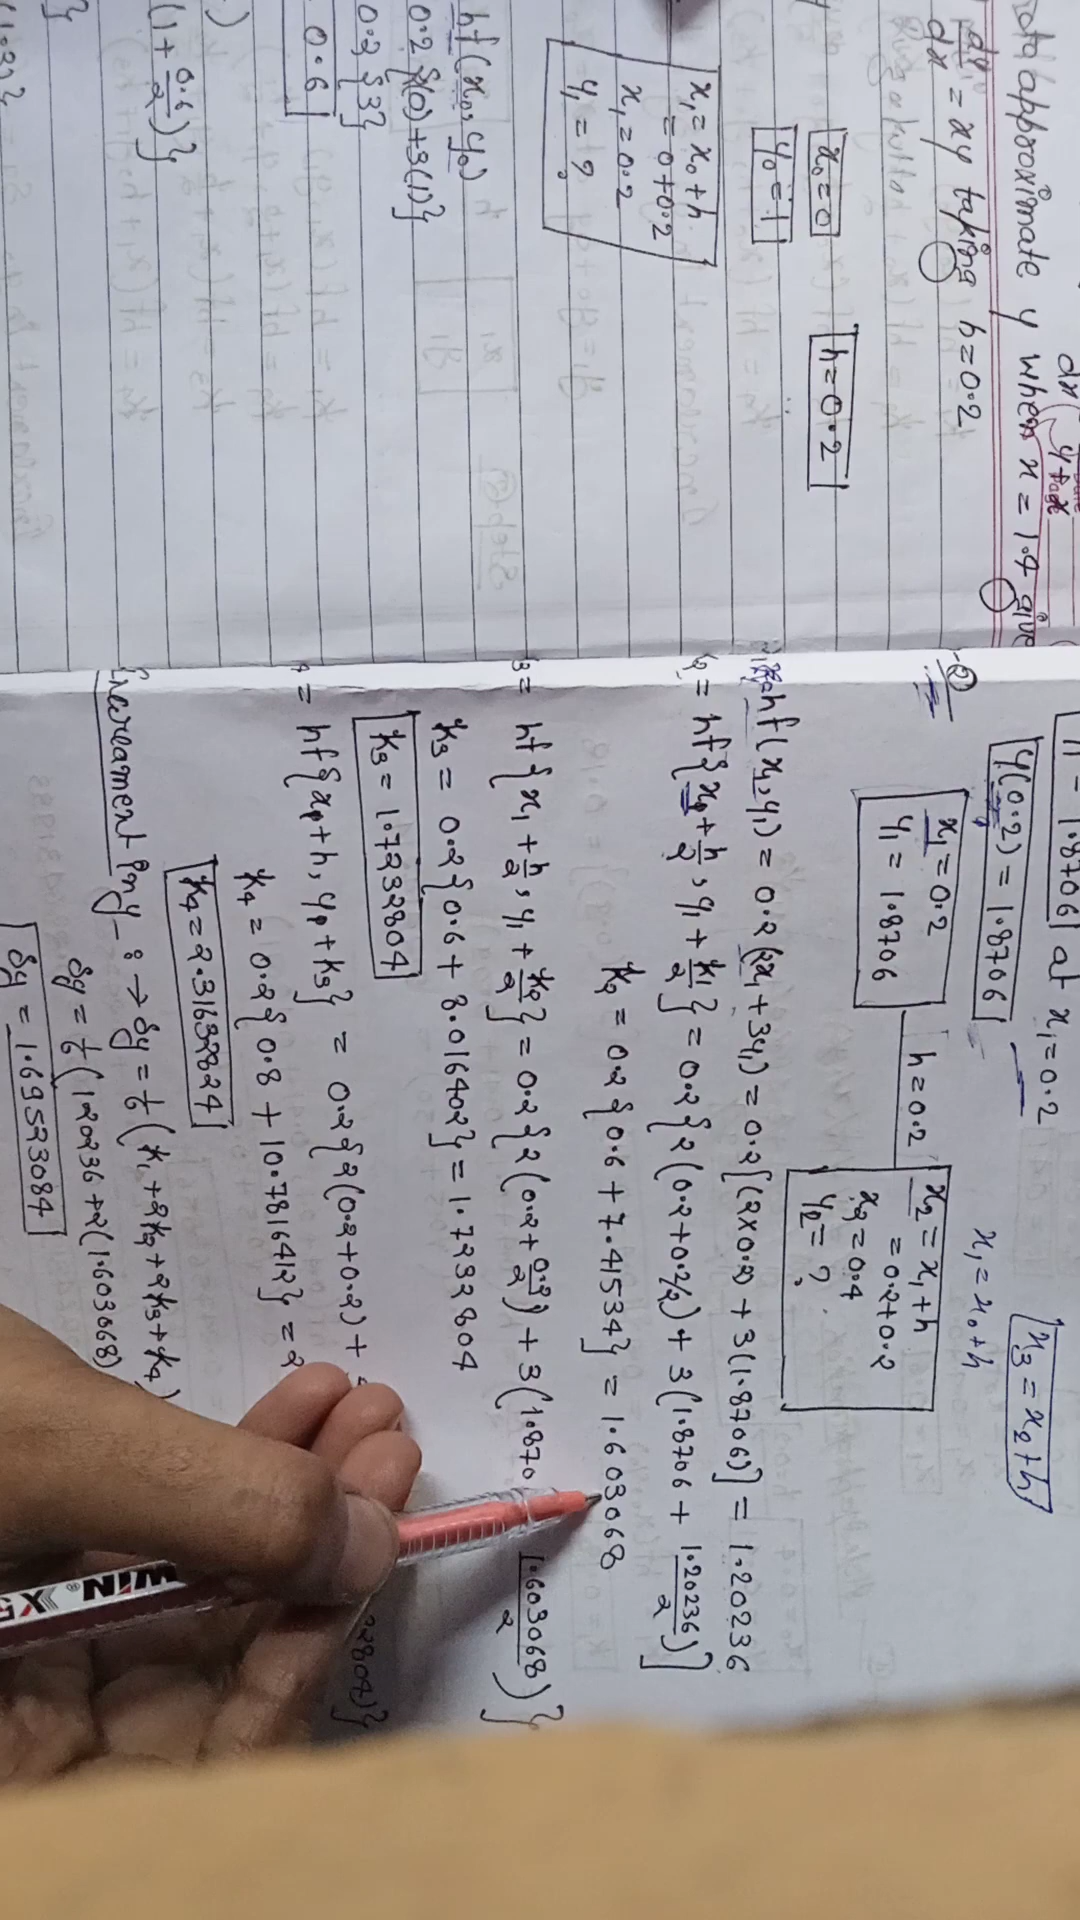 approximate y when x = 1.4 give
dy/dx = xy taking h=0.2
x₀=0 h=0.2
y₀=1
x₁=x₀+h
=0+0.2
x₁=0.2
y₁=?
hf(x₀,y₀)
0.2{2(0)+3(1)}
0.2{3}
0.6
(1+0.6/2)}
1.8706 at x₁=0.2
x₃=x₂+h
y(0.2)=1.8706
x₁=x₀+h
②
x₁=0.2
y₁=1.8706
h=0.2
x₂=x₁+h
=0.2+0.2
x₂=0.4
y₂=?
hf(x₁,y₁)=0.2(2x₁+3y₁)=0.2[(2×0.2)+3(1.8706)]=1.20236
=hf{x₁+h/2,y₁+k₁/2}=0.2{2(0.2+0.2/2)+3(1.8706+1.20236/2)]
k₂=0.2{0.6+7.41534}=1.603068
3=hf{x₁+h/2,y₁+k₂/2}=0.2{2(0.2+0.2/2)+3(1.870 1.603068/2)}
k₃=0.2{0.6+8.016402}=1.7232804
k₃=1.7232804
=hf{x₁+h,y₁+k₃}=0.2{2(0.2+0.2)+ 2804)}
k₄=0.2{0.8+10.7816412}=2
k₄=2.31632824
Increament in y-:→δy=1/6(k₁+2k₂+2k₃+k₄)
δy=1/6(1.20236+2(1.603068)
δy=1.69523084
WIN X5